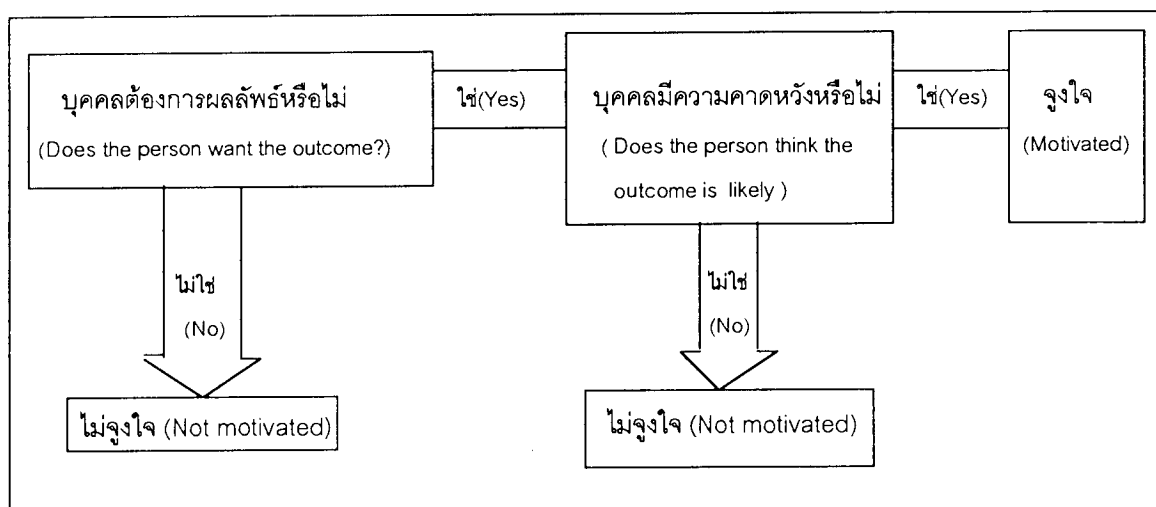 บุคคลต้องการผลลัพธ์หรือไม่
(Does the person want the outcome?)
ใช่(Yes)
บุคคลมีความคาดหวังหรือไม่
( Does the person think the
outcome is likely )
ใช่(Yes)
จูงใจ
(Motivated)
ไม่ใช่
(No)
ไม่ใช่
(No)
ไม่จูงใจ (Not motivated)
ไม่จูงใจ (Not motivated)